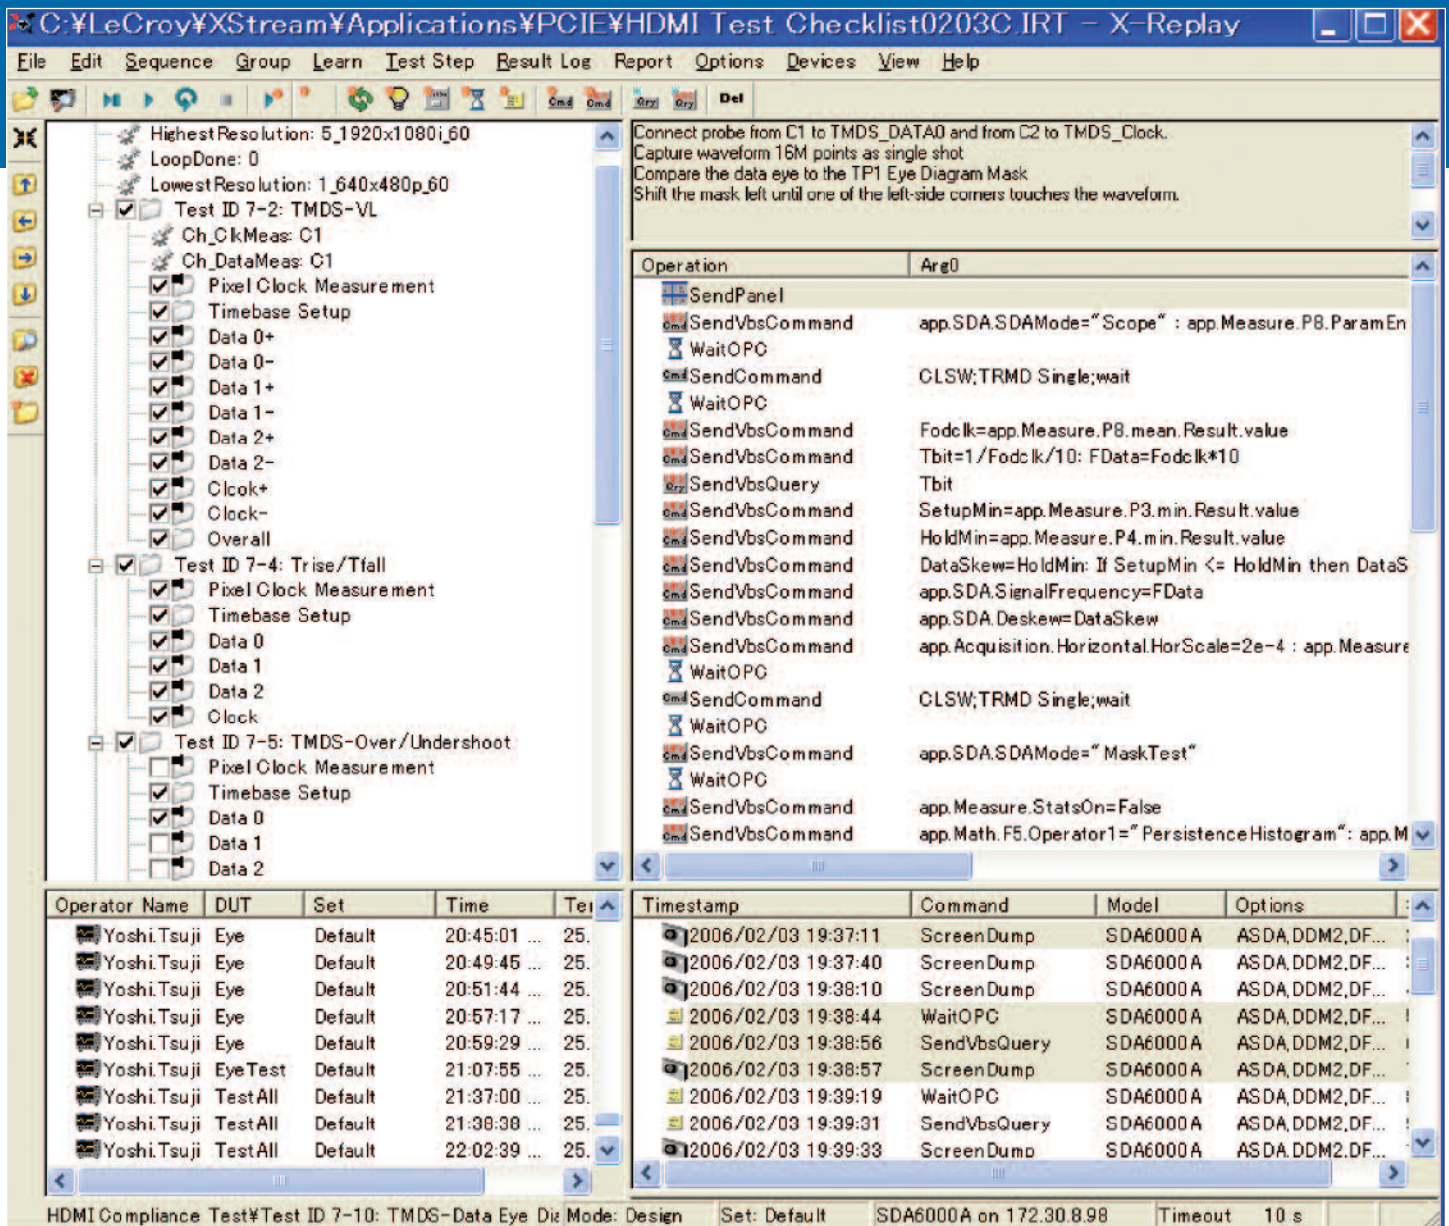 C:¥LeCroy¥XStream¥Applications¥PCIE¥HDMI Test Checklist0203C.IRT - X-Replay
File Edit Sequence Group Learn Test Step Result Log Report Options Devices View Help
Cmd Cmd Qry Qry Del
HighestResolution: 5_1920x1080i_60
LoopDone: 0
LowestResolution: 1_640x480p_60
Test ID 7-2: TMDS-VL
Ch_ClkMeas: C1
Ch_DataMeas: C1
Pixel Clock Measurement
Timebase Setup
Data 0+
Data 0-
Data 1+
Data 1-
Data 2+
Data 2-
Clcok+
Clock-
Overall
Test ID 7-4: Trise/Tfall
Pixel Clock Measurement
Timebase Setup
Data 0
Data 1
Data 2
Clock
Test ID 7-5: TMDS-Over/Undershoot
Pixel Clock Measurement
Timebase Setup
Data 0
Data 1
Data 2
Connect probe from C1 to TMDS_DATA0 and from C2 to TMDS_Clock.
Capture waveform 16M points as single shot
Compare the data eye to the TP1 Eye Diagram Mask
Shift the mask left until one of the left-side corners touches the waveform.
Operation Arg0
SendPanel
Cmd SendVbsCommand app.SDA.SDAMode="Scope" : app.Measure.P8.ParamEn
WaitOPC
Cmd SendCommand CLSW;TRMD Single;wait
WaitOPC
Cmd SendVbsCommand Fodclk=app.Measure.P8.mean.Result.value
Cmd SendVbsCommand Tbit=1/Fodclk/10: FData=Fodclk*10
Qry SendVbsQuery Tbit
Cmd SendVbsCommand SetupMin=app.Measure.P3.min.Result.value
Cmd SendVbsCommand HoldMin=app.Measure.P4.min.Result.value
Cmd SendVbsCommand DataSkew=HoldMin: If SetupMin <= HoldMin then DataS
Cmd SendVbsCommand app.SDA.SignalFrequency=FData
Cmd SendVbsCommand app.SDA.Deskew=DataSkew
Cmd SendVbsCommand app.Acquisition.Horizontal.HorScale=2e-4 : app.Measure
WaitOPC
Cmd SendCommand CLSW;TRMD Single;wait
WaitOPC
Cmd SendVbsCommand app.SDA.SDAMode="MaskTest"
WaitOPC
Cmd SendVbsCommand app.Measure.StatsOn=False
Cmd SendVbsCommand app.Math.F5.Operator1="PersistenceHistogram": app.M
Operator Name DUT Set Time Ter
Yoshi.Tsuji Eye Default 20:45:01 ... 25.
Yoshi.Tsuji Eye Default 20:49:45 ... 25.
Yoshi.Tsuji Eye Default 20:51:44 ... 25.
Yoshi.Tsuji Eye Default 20:57:17 ... 25.
Yoshi.Tsuji Eye Default 20:59:29 ... 25.
Yoshi.Tsuji EyeTest Default 21:07:55 ... 25.
Yoshi.Tsuji TestAll Default 21:37:00 ... 25.
Yoshi.Tsuji TestAll Default 21:38:38 ... 25.
Yoshi.Tsuji TestAll Default 22:02:39 ... 25.
Timestamp Command Model Options
2006/02/03 19:37:11 ScreenDump SDA6000A ASDA,DDM2,DF...
2006/02/03 19:37:40 ScreenDump SDA6000A ASDA,DDM2,DF...
2006/02/03 19:38:10 ScreenDump SDA6000A ASDA,DDM2,DF...
2006/02/03 19:38:44 WaitOPC SDA6000A ASDA,DDM2,DF...
2006/02/03 19:38:56 SendVbsQuery SDA6000A ASDA,DDM2,DF...
2006/02/03 19:38:57 ScreenDump SDA6000A ASDA,DDM2,DF...
2006/02/03 19:39:19 WaitOPC SDA6000A ASDA,DDM2,DF...
2006/02/03 19:39:31 SendVbsQuery SDA6000A ASDA,DDM2,DF...
2006/02/03 19:39:33 ScreenDump SDA6000A ASDA,DDM2,DF...
HDMI Compliance Test¥Test ID 7-10: TMDS-Data Eye Dia Mode: Design Set: Default SDA6000A on 172.30.8.98 Timeout 10 s